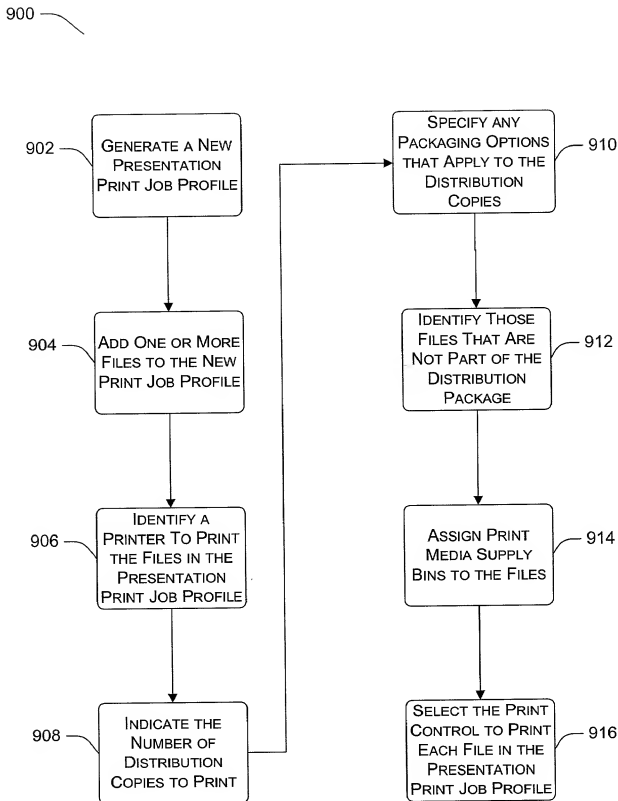 900
902
GENERATE A NEW
PRESENTATION
PRINT JOB PROFILE
904
ADD ONE OR MORE
FILES TO THE NEW
PRINT JOB PROFILE
906
IDENTIFY A
PRINTER TO PRINT
THE FILES IN THE
PRESENTATION
PRINT JOB PROFILE
908
INDICATE THE
NUMBER OF
DISTRIBUTION
COPIES TO PRINT
SPECIFY ANY
PACKAGING OPTIONS
THAT APPLY TO THE
DISTRIBUTION
COPIES
910
IDENTIFY THOSE
FILES THAT ARE
NOT PART OF THE
DISTRIBUTION
PACKAGE
912
ASSIGN PRINT
MEDIA SUPPLY
BINS TO THE FILES
914
SELECT THE PRINT
CONTROL TO PRINT
EACH FILE IN THE
PRESENTATION
PRINT JOB PROFILE
916